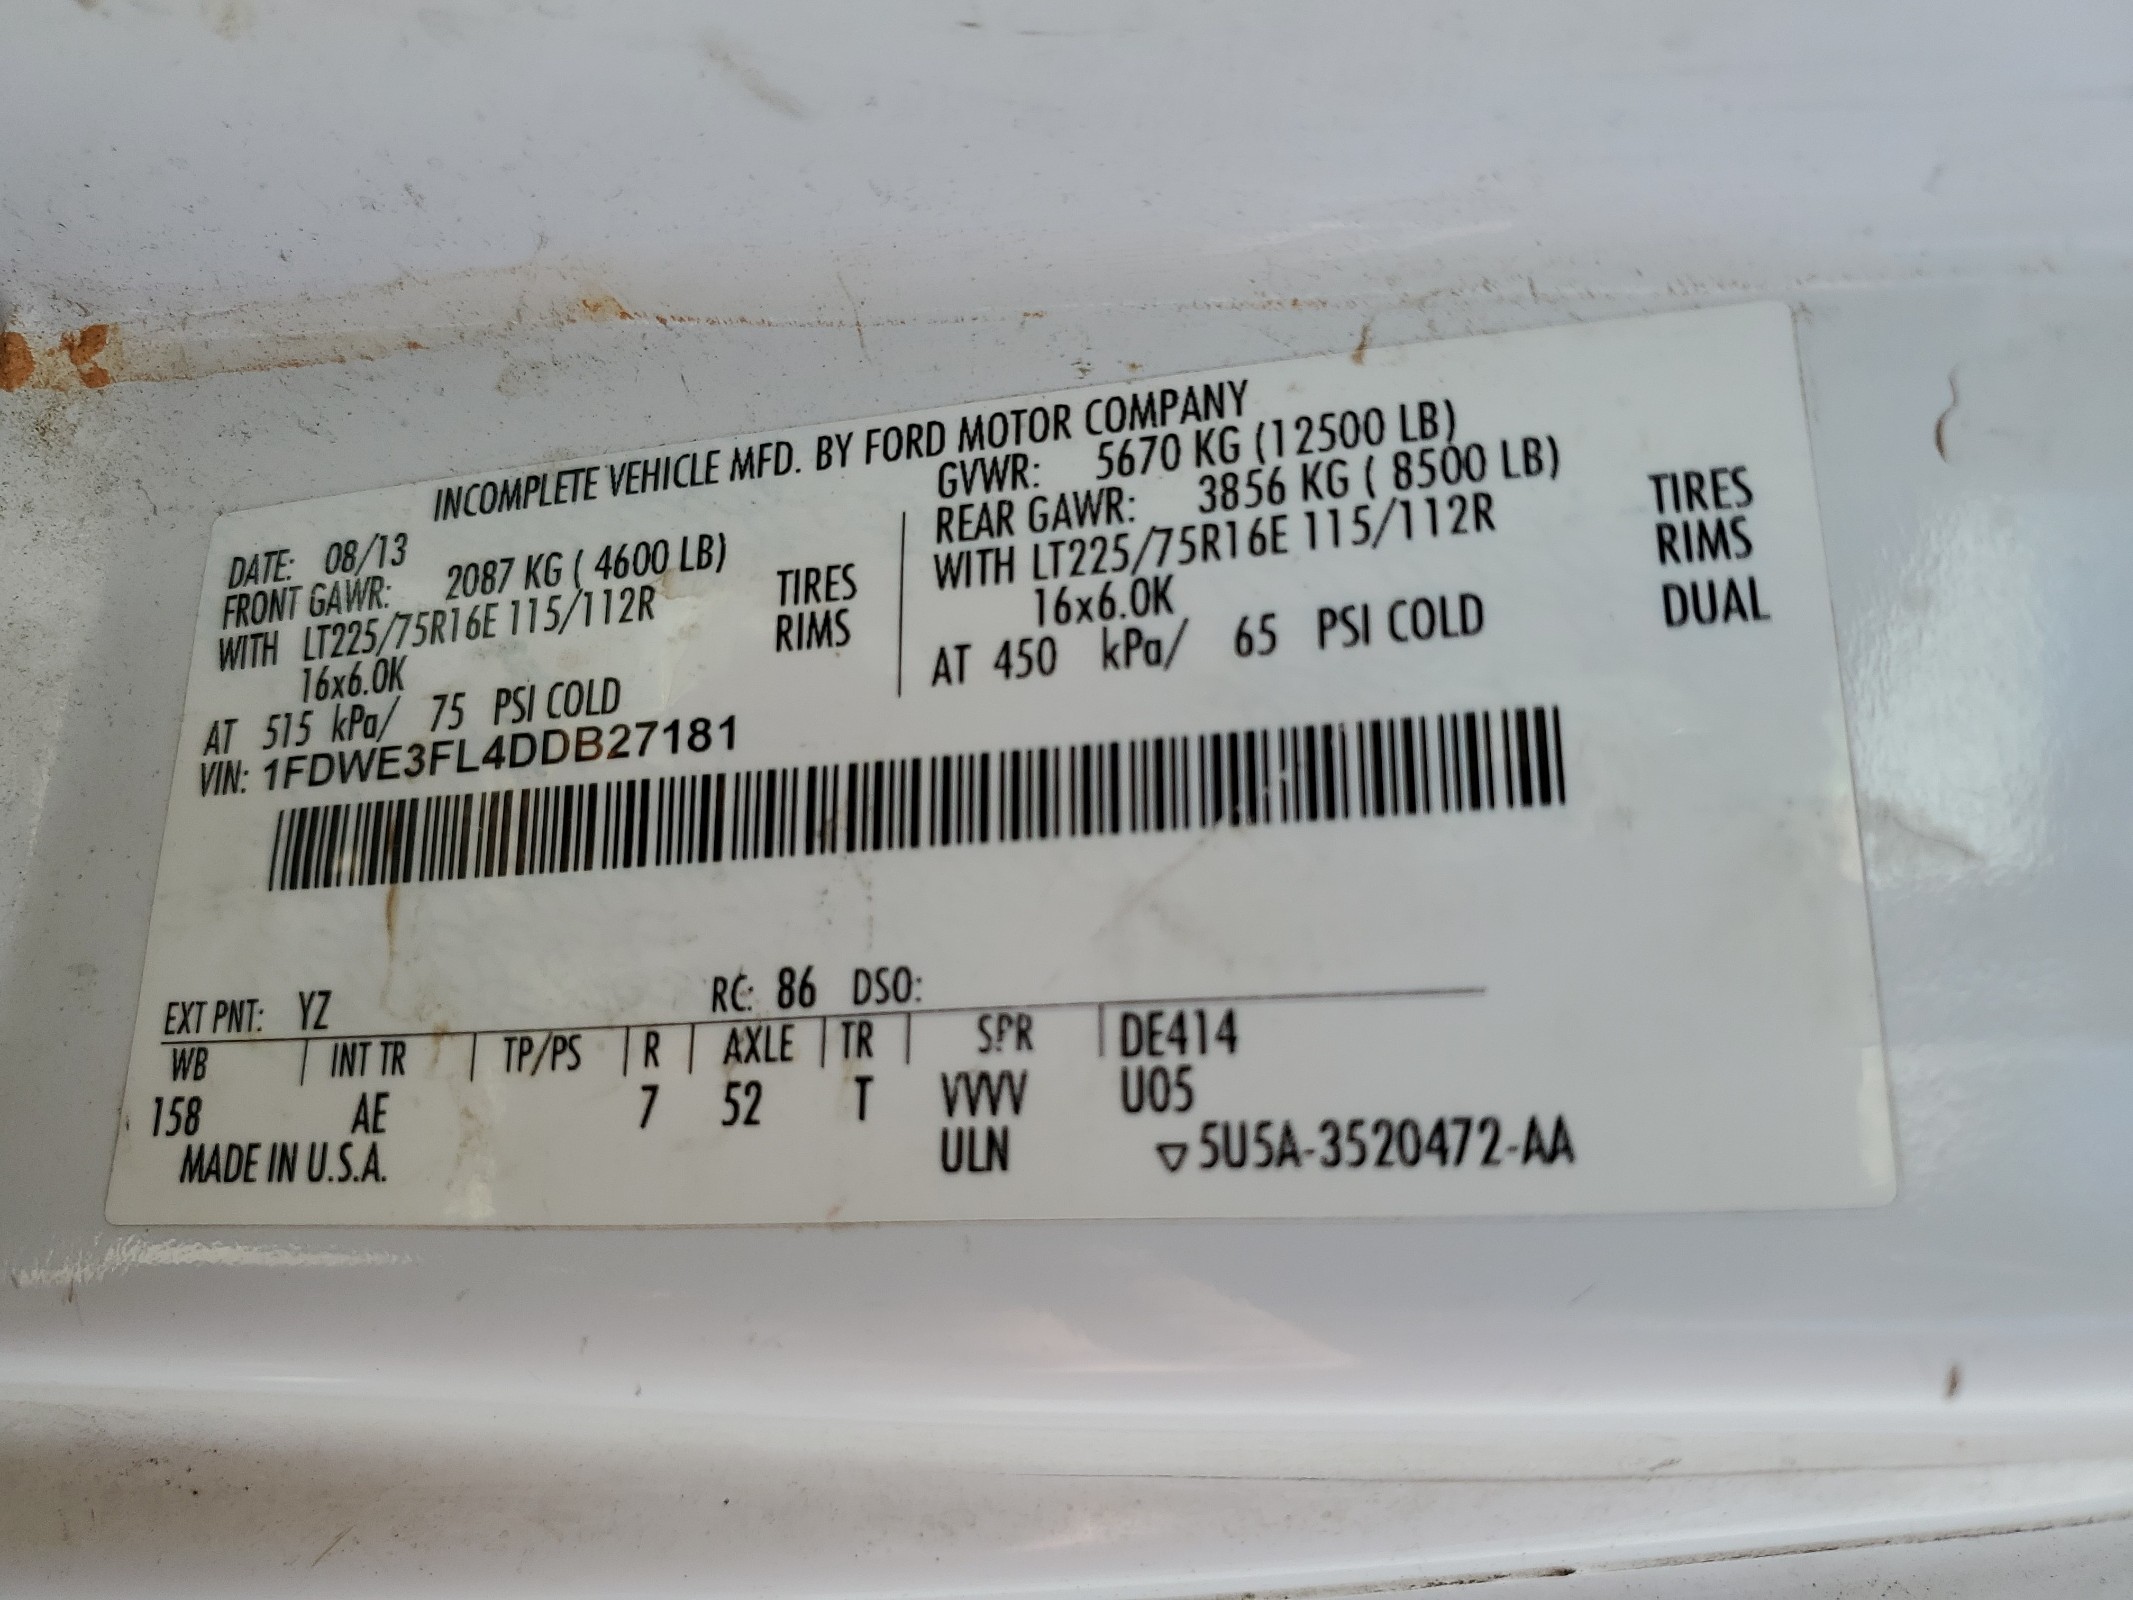 INCOMPLETE VEHICLE MFD. BY FORD MOTOR COMPANY
DATE: 08/13
FRONT GAWR: 2087 KG ( 4600 LB)
WITH LT225/75R16E 115/112R TIRES
16x6.0K RIMS
AT 515 kPa/ 75 PSI COLD
GVWR: 5670 KG (12500 LB)
REAR GAWR: 3856 KG ( 8500 LB)
WITH LT225/75R16E 115/112R TIRES
16x6.0K RIMS
AT 450 kPa/ 65 PSI COLD DUAL
VIN: 1FDWE3FL4DDB27181
EXT PNT: YZ RC: 86 DSO:
WB | INT TR | TP/PS | R | AXLE | TR | SPR | DE414
158 AE 7 52 T VVVV U05
MADE IN U.S.A. ULN ▽5U5A-3520472-AA